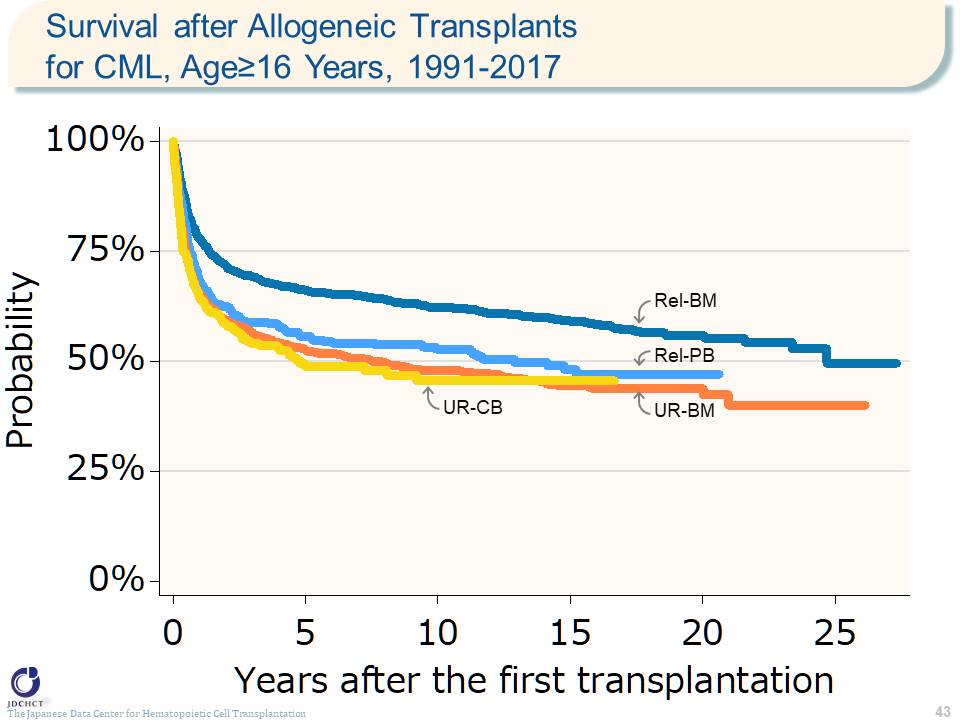 Survival after Allogeneic Transplants
for CML, Age≥16 Years, 1991-2017
100%
75%
50%
25%
0%
Probability
Rel-BM
Rel-PB
UR-CB
UR-BM
0 5 10 15 20 25
Years after the first transplantation
JDCHCT
The Japanese Data Center for Hematopoietic Cell Transplantation
43